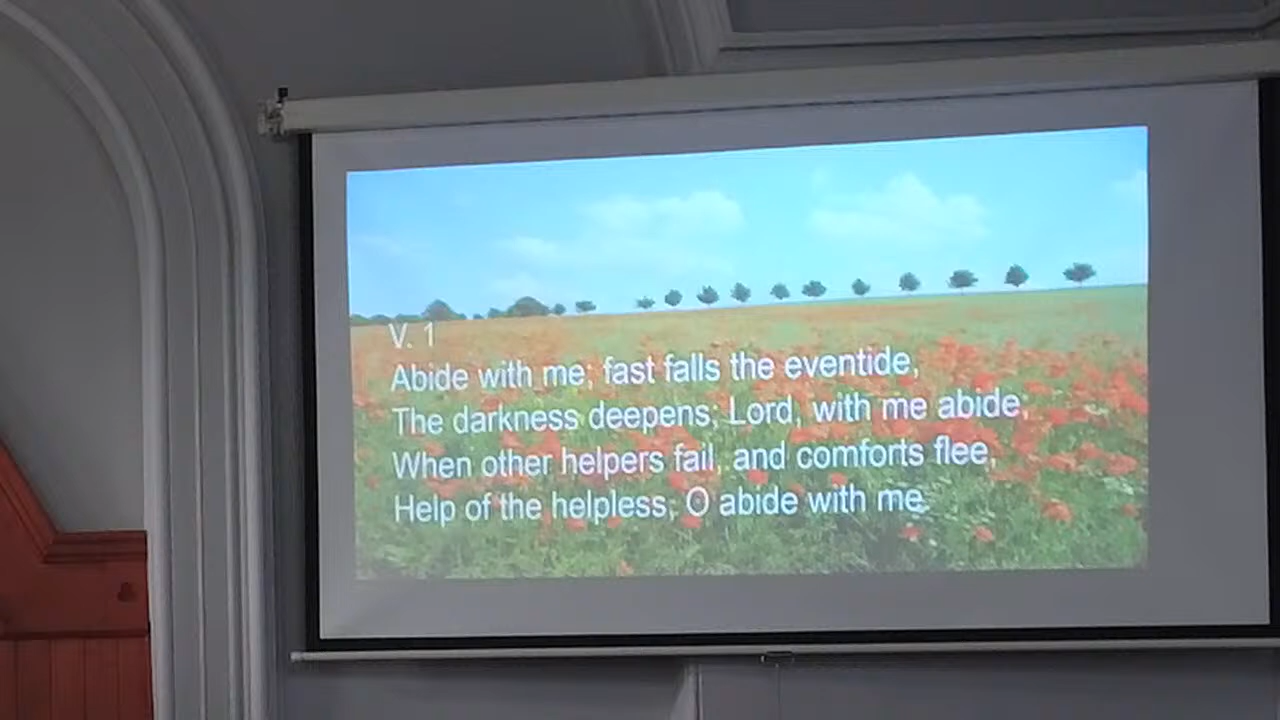 V. 1
Abide with me; fast falls the eventide,
The darkness deepens; Lord, with me abide,
When other helpers fail, and comforts flee,
Help of the helpless, O abide with me.